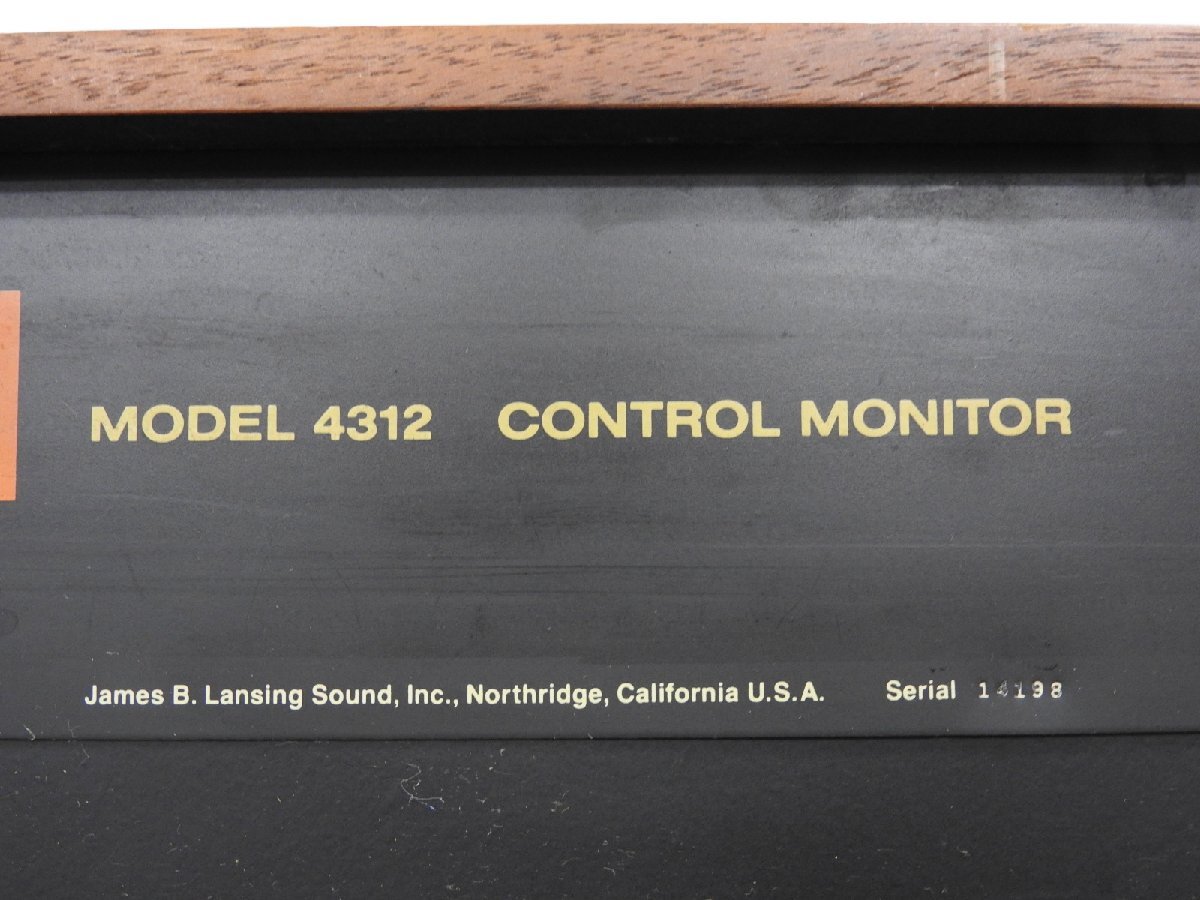 MODEL 4312 CONTROL MONITOR
James B. Lansing Sound, Inc., Northridge, California U.S.A. Serial 14198